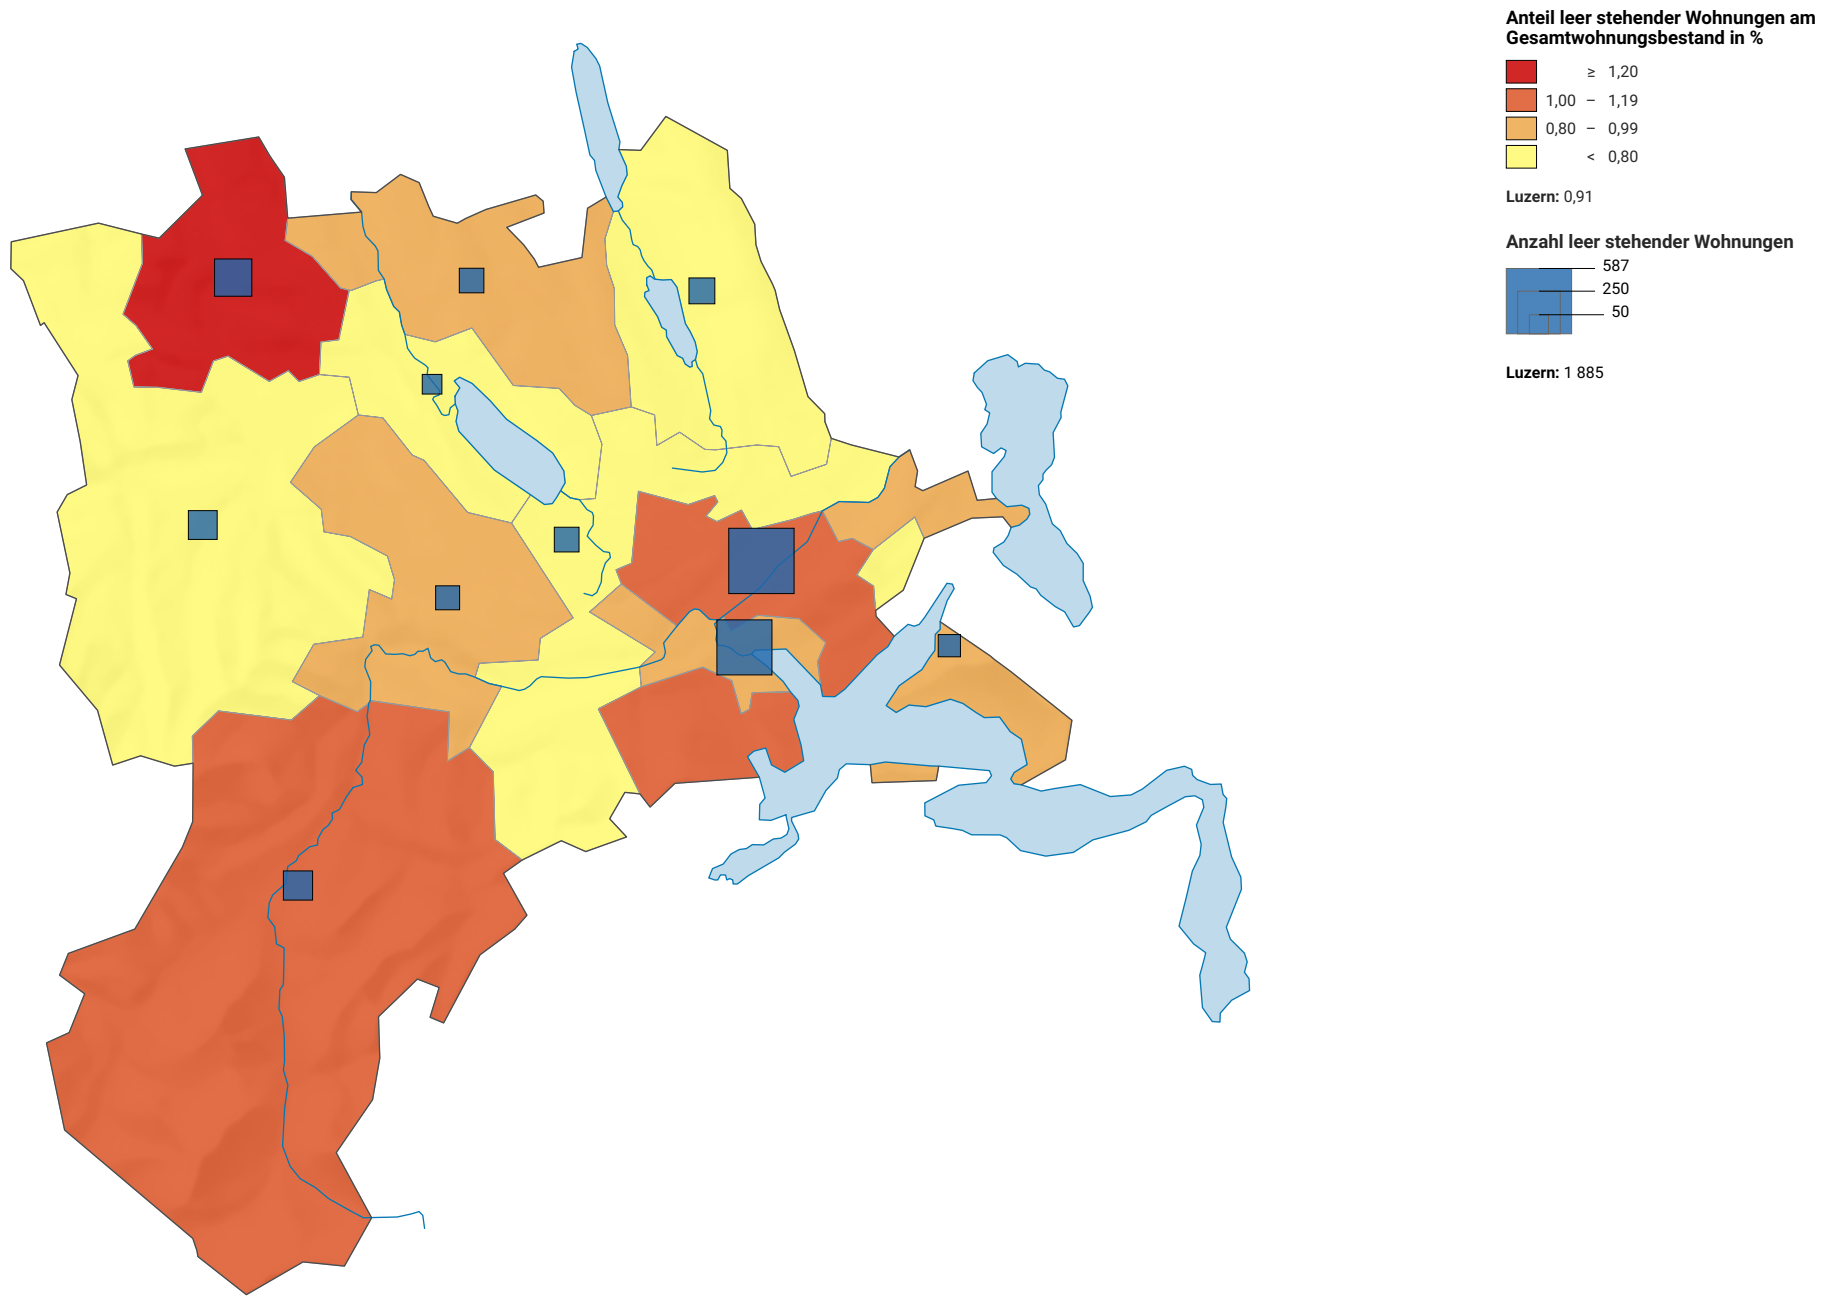 Anteil leer stehender Wohnungen am
Gesamtwohnungsbestand in %
≥ 1,20
1,00 – 1,19
0,80 – 0,99
< 0,80
Luzern: 0,91
Anzahl leer stehender Wohnungen
587
250
50
Luzern: 1 885